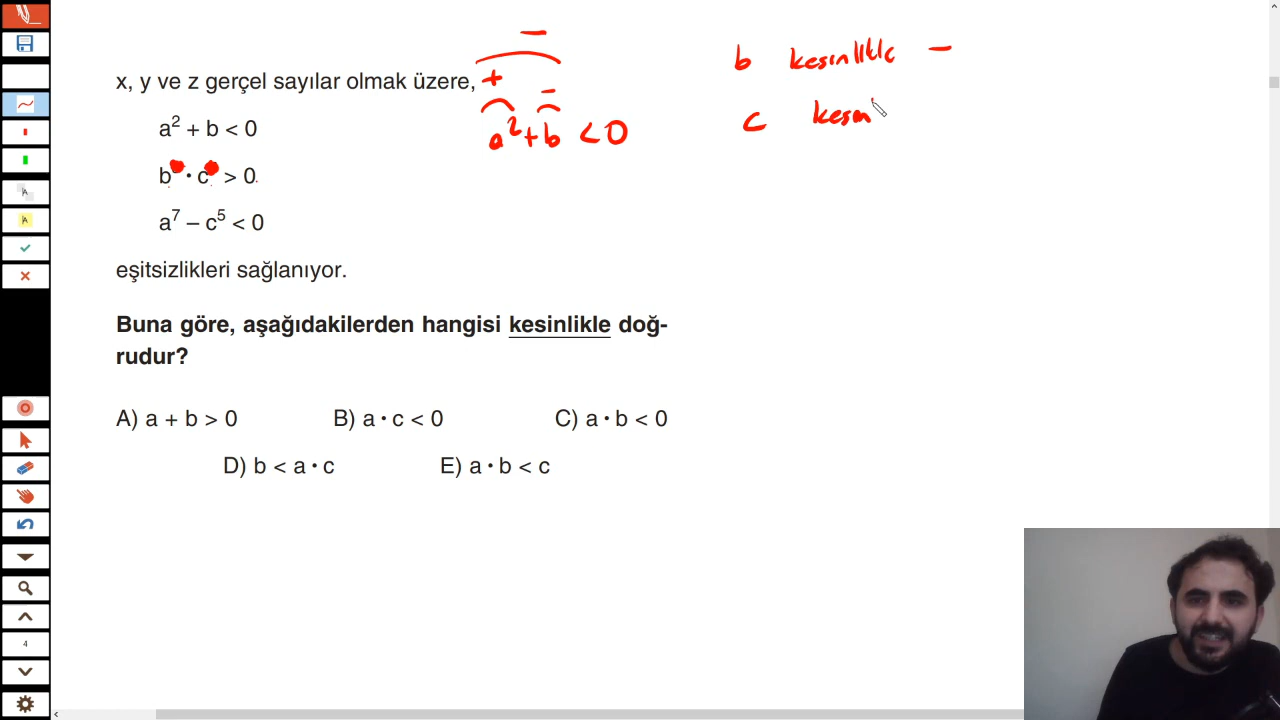 x, y ve z gerçel sayılar olmak üzere,
a² + b < 0
b · c > 0
a⁷ – c⁵ < 0
eşitsizlikleri sağlanıyor.
Buna göre, aşağıdakilerden hangisi kesinlikle doğ-
rudur?
A) a + b > 0 B) a · c < 0 C) a · b < 0
D) b < a · c E) a · b < c
–
+ –
a² + b < 0
b kesinlikle –
c kesin
4